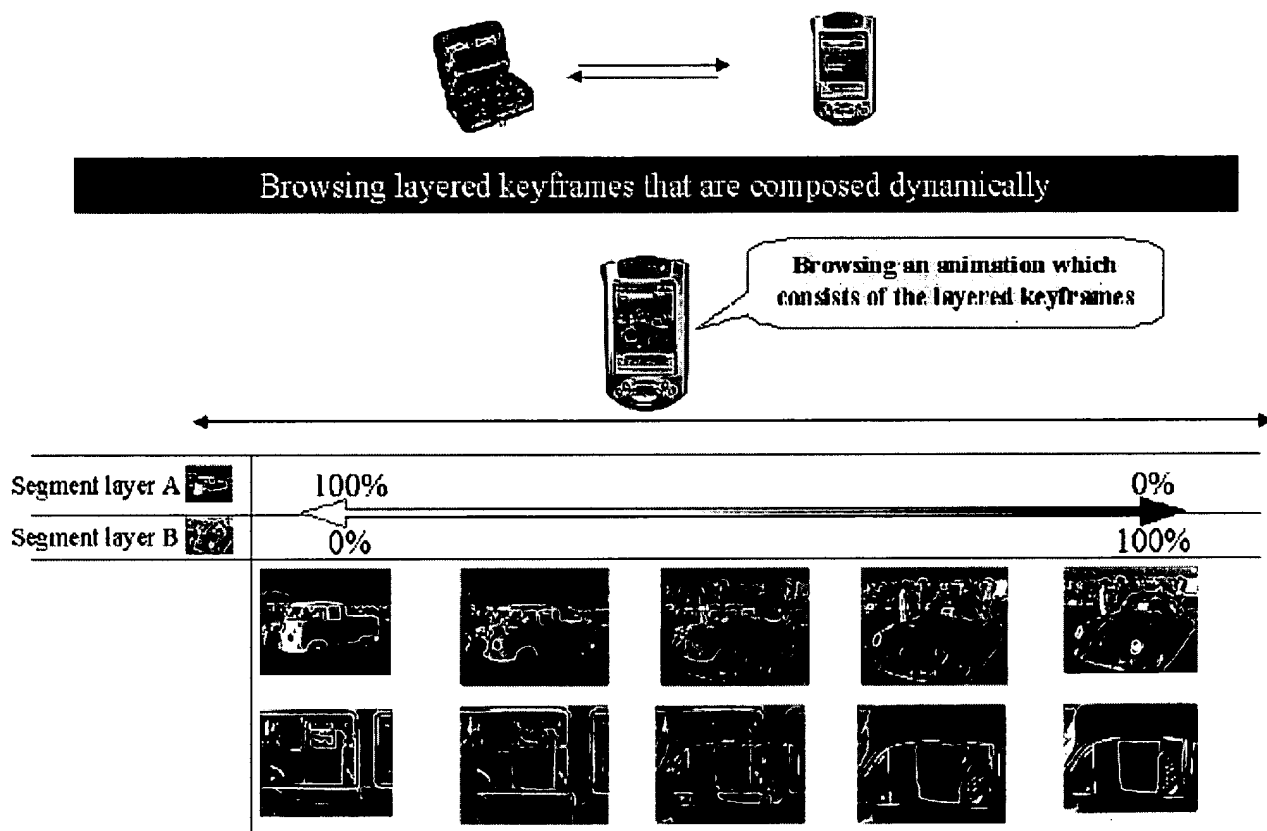 Browsing layered keyframes that are composed dynamically
Browsing an animation which
consists of the layered keyframes
Segment layer A
100%
0%
Segment layer B
0%
100%